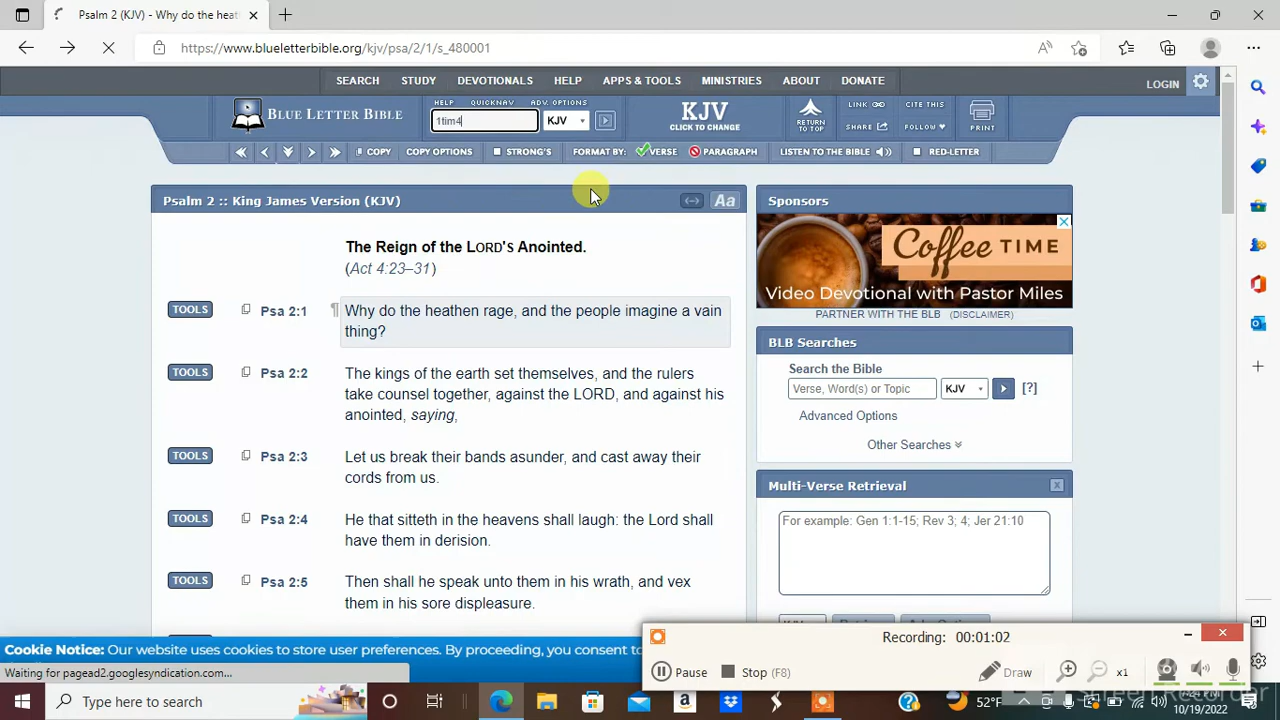 Psalm 2 (KJV) - Why do the heat
https://www.blueletterbible.org/kjv/psa/2/1/s_480001
SEARCH STUDY DEVOTIONALS HELP APPS & TOOLS MINISTRIES ABOUT DONATE
LOGIN
BLUE LETTER BIBLE
HELP QUICKNAV ADV. OPTIONS
1tim4
KJV
KJV
CLICK TO CHANGE
RETURN
TO TOP
LINK
SHARE
CITE THIS
FOLLOW
PRINT
COPY COPY OPTIONS STRONG'S FORMAT BY: VERSE PARAGRAPH LISTEN TO THE BIBLE RED-LETTER
Psalm 2 :: King James Version (KJV)
Aa
The Reign of the LORD'S Anointed.
(Act 4:23–31)
TOOLS Psa 2:1 ¶ Why do the heathen rage, and the people imagine a vain
thing?
TOOLS Psa 2:2 The kings of the earth set themselves, and the rulers
take counsel together, against the LORD, and against his
anointed, saying,
TOOLS Psa 2:3 Let us break their bands asunder, and cast away their
cords from us.
TOOLS Psa 2:4 He that sitteth in the heavens shall laugh: the Lord shall
have them in derision.
TOOLS Psa 2:5 Then shall he speak unto them in his wrath, and vex
them in his sore displeasure.
Sponsors
Coffee TIME
Video Devotional with Pastor Miles
PARTNER WITH THE BLB (DISCLAIMER)
BLB Searches
Search the Bible
Verse, Word(s) or Topic KJV [?]
Advanced Options
Other Searches
Multi-Verse Retrieval
For example: Gen 1:1-15; Rev 3; 4; Jer 21:10
Cookie Notice: Our website uses cookies to store user preferences. By proceeding, you consent to
Waiting for pagead2.googlesyndication.com...
Recording: 00:01:02
Pause Stop (F8) Draw x1
Type here to search
52°F
10/19/2022
Screen Recorder